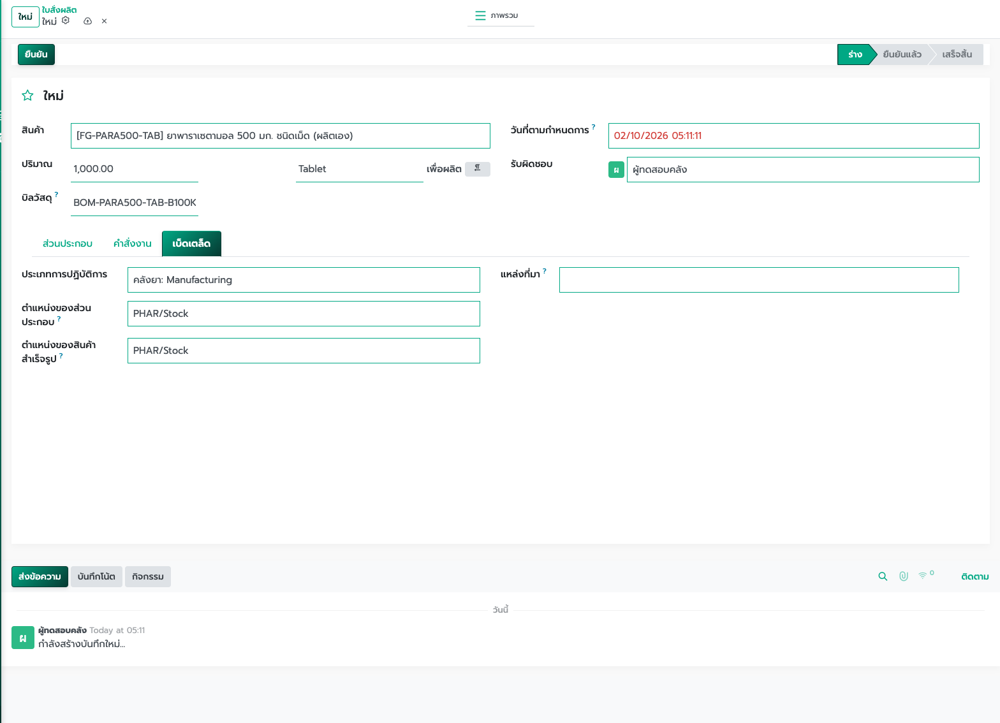 ใหม่
ใบสั่งผลิต
ใหม่
ภาพรวม
ยืนยัน
ร่าง
ยืนยันแล้ว
เสร็จสิ้น
ใหม่
สินค้า
[FG-PARA500-TAB] ยาพาราเซตามอล 500 มก. ชนิดเม็ด (ผลิตเอง)
วันที่ตามกำหนดการ ?
02/10/2026 05:11:11
ปริมาณ
1,000.00
Tablet
เพื่อผลิต
รับผิดชอบ
ผ
ผู้ทดสอบคลัง
บิลวัสดุ ?
BOM-PARA500-TAB-B100K
ส่วนประกอบ
คำสั่งงาน
เบ็ดเตล็ด
ประเภทการปฏิบัติการ
คลังยา: Manufacturing
แหล่งที่มา ?
ตำแหน่งของส่วน
ประกอบ ?
PHAR/Stock
ตำแหน่งของสินค้า
สำเร็จรูป ?
PHAR/Stock
ส่งข้อความ
บันทึกโน้ต
กิจกรรม
0
ติดตาม
วันนี้
ผ
ผู้ทดสอบคลัง Today at 05:11
กำลังสร้างบันทึกใหม่...